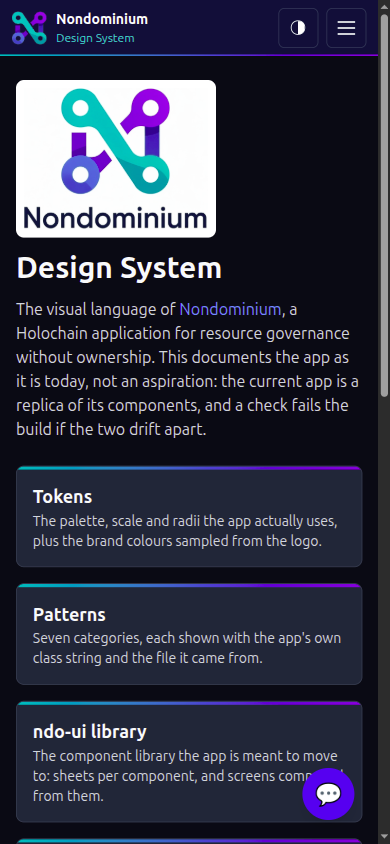 Nondominium
Design System
Nondominium
Design System
The visual language of Nondominium, a
Holochain application for resource governance
without ownership. This documents the app as
it is today, not an aspiration: the current app is a
replica of its components, and a check fails the
build if the two drift apart.
Tokens
The palette, scale and radii the app actually uses,
plus the brand colours sampled from the logo.
Patterns
Seven categories, each shown with the app's own
class string and the file it came from.
ndo-ui library
The component library the app is meant to move
to: sheets per component, and screens
from them.